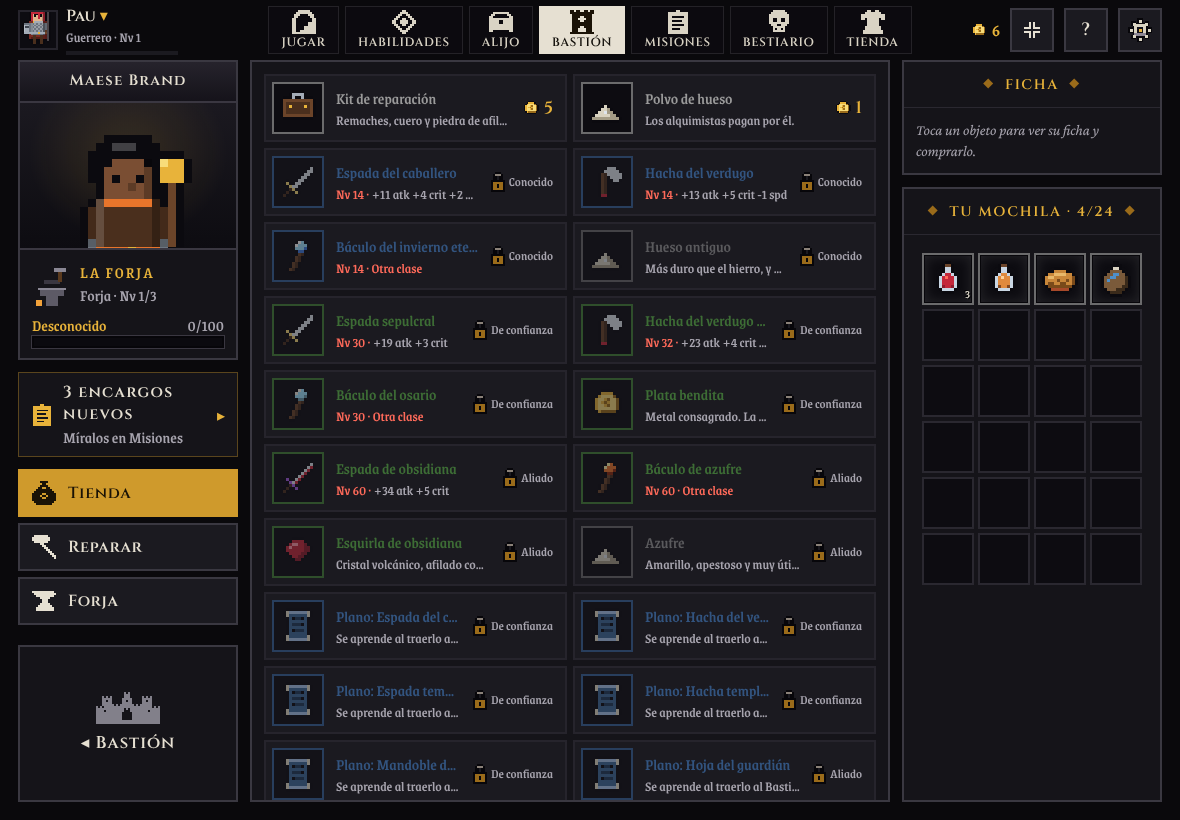 Pau ▼
Guerrero · Nv 1
JUGAR
HABILIDADES
ALIJO
BASTIÓN
MISIONES
BESTIARIO
TIENDA
6
?
Maese Brand
LA FORJA
Forja · Nv 1/3
Desconocido 0/100
3 ENCARGOS
NUEVOS
Míralos en Misiones
Tienda
Reparar
Forja
◂ Bastión
Kit de reparación 5
Remaches, cuero y piedra de afil...
Polvo de hueso 1
Los alquimistas pagan por él.
Espada del caballero
Nv 14 · +11 atk +4 crit +2 ...
Conocido
Hacha del verdugo
Nv 14 · +13 atk +5 crit -1 spd
Conocido
Báculo del invierno ete...
Nv 14 · Otra clase
Conocido
Hueso antiguo
Más duro que el hierro, y ...
Conocido
Espada sepulcral
Nv 30 · +19 atk +3 crit
De confianza
Hacha del verdugo ...
Nv 32 · +23 atk +4 crit ...
De confianza
Báculo del osario
Nv 30 · Otra clase
De confianza
Plata bendita
Metal consagrado. La ...
De confianza
Espada de obsidiana
Nv 60 · +34 atk +5 crit
Aliado
Báculo de azufre
Nv 60 · Otra clase
Aliado
Esquirla de obsidiana
Cristal volcánico, afilado co...
Aliado
Azufre
Amarillo, apestoso y muy úti...
Aliado
Plano: Espada del c...
Se aprende al traerlo a...
De confianza
Plano: Hacha del ve...
Se aprende al traerlo a...
De confianza
Plano: Espada tem...
Se aprende al traerlo a...
De confianza
Plano: Hacha templ...
Se aprende al traerlo a...
De confianza
Plano: Mandoble d...
Se aprende al traerlo a...
De confianza
Plano: Hoja del guardián
Se aprende al traerlo al Basti...
Aliado
FICHA
Toca un objeto para ver su ficha y
comprarlo.
TU MOCHILA · 4/24
3